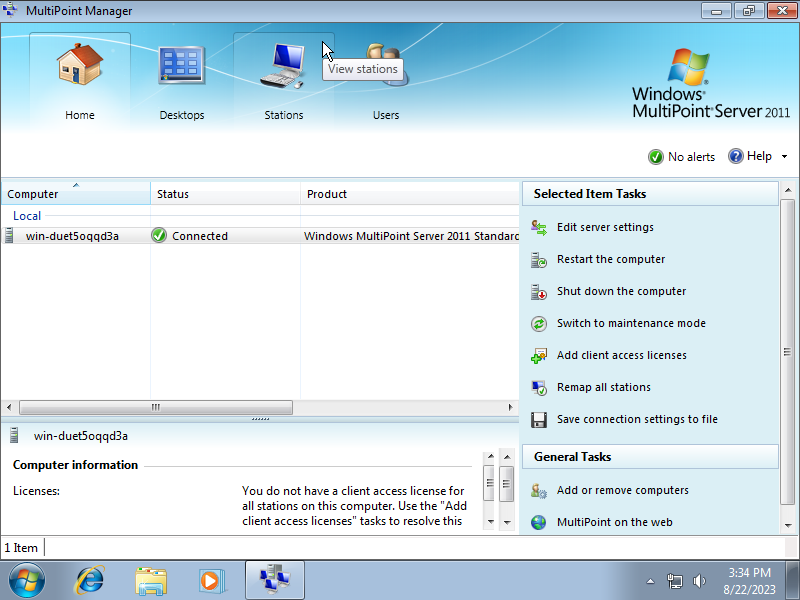 MultiPoint Manager
Home
Desktops
Stations
Users
View stations
Windows
MultiPoint Server 2011
No alerts
Help
Computer
Status
Product
Local
win-duet5oqqd3a
Connected
Windows MultiPoint Server 2011 Standard
Selected Item Tasks
Edit server settings
Restart the computer
Shut down the computer
Switch to maintenance mode
Add client access licenses
Remap all stations
Save connection settings to file
General Tasks
Add or remove computers
MultiPoint on the web
win-duet5oqqd3a
Computer information
Licenses:
You do not have a client access license for
all stations on this computer. Use the "Add
client access licenses" tasks to resolve this
1 Item
3:34 PM
8/22/2023